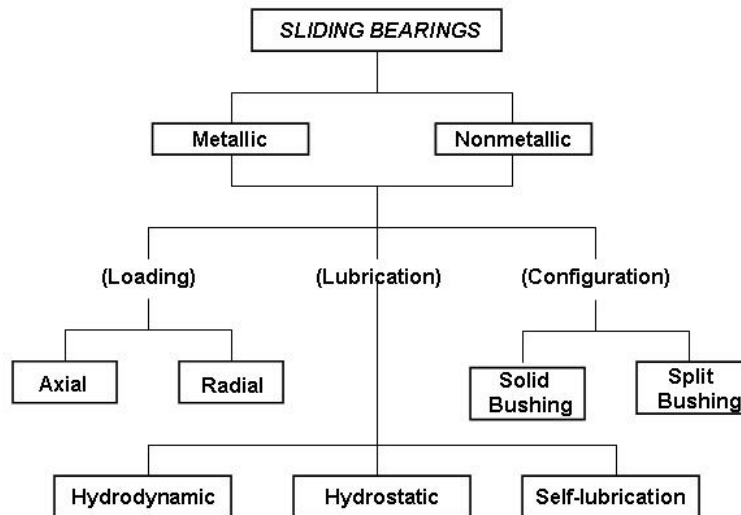 SLIDING BEARINGS
Metallic
Nonmetallic
(Loading)
(Lubrication)
(Configuration)
Axial
Radial
Solid
Bushing
Split
Bushing
Hydrodynamic
Hydrostatic
Self-lubrication